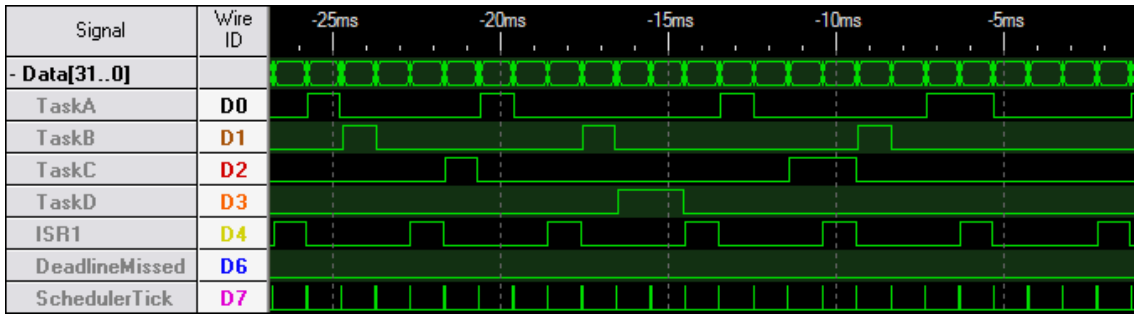 Signal Wire ID -25ms -20ms -15ms -10ms -5ms
- Data[31..0]
TaskA D0
TaskB D1
TaskC D2
TaskD D3
ISR1 D4
DeadlineMissed D6
SchedulerTick D7